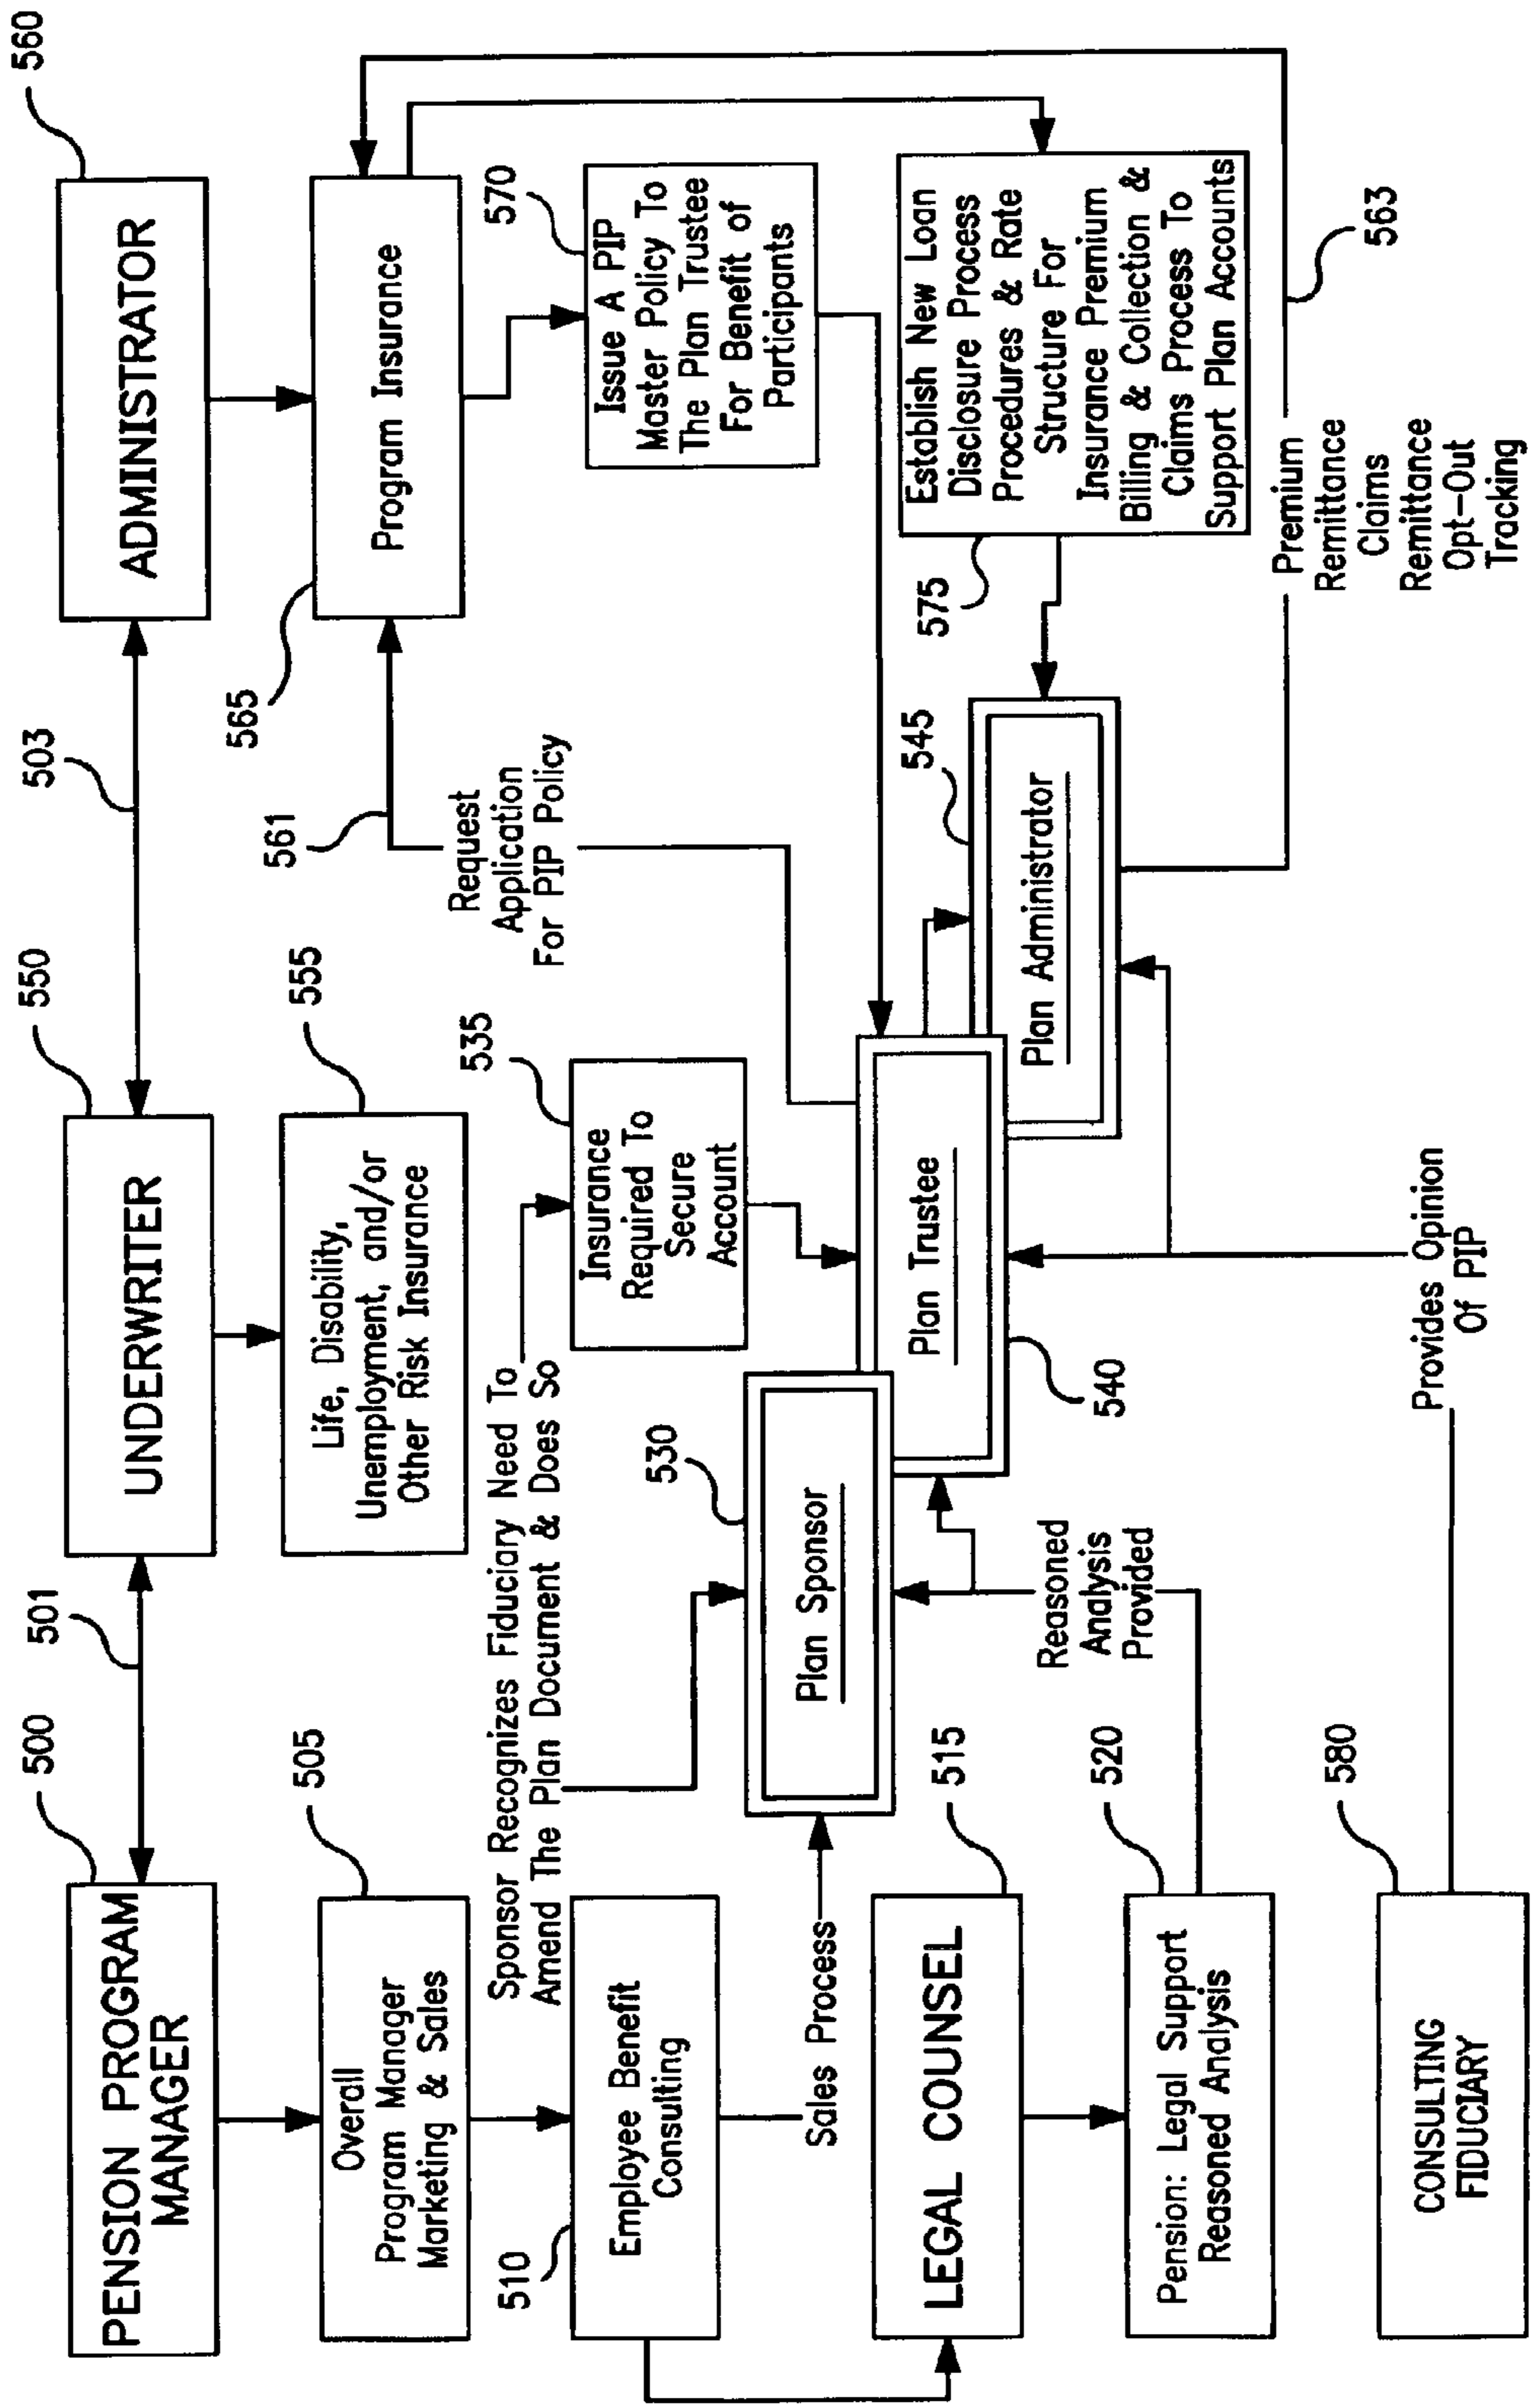 500
PENSION PROGRAM
MANAGER
501
550
UNDERWRITER
503
560
ADMINISTRATOR
505
Overall
Program Manager
Marketing & Sales
555
Life, Disability,
Unemployment, and/or
Other Risk Insurance
565
Program Insurance
561
Request
Application
For PIP Policy
Sponsor Recognizes Fiduciary Need To
Amend The Plan Document & Does So
510
Employee Benefit
Consulting
535
Insurance
Required To
Secure
Account
570
Issue A PIP
Master Policy To
The Plan Trustee
For Benefit of
Participants
Sales Process
530
Plan Sponsor
540
Plan Trustee
545
Plan Administrator
575
Establish New Loan
Disclosure Process
Procedures & Rate
Structure For
Insurance Premium
Billing & Collection &
Claims Process To
Support Plan Accounts
515
LEGAL COUNSEL
Reasoned
Analysis
Provided
520
Pension: Legal Support
Reasoned Analysis
563
Premium
Remittance
Claims
Remittance
Opt-Out
Tracking
580
CONSULTING
FIDUCIARY
Provides Opinion
Of PIP